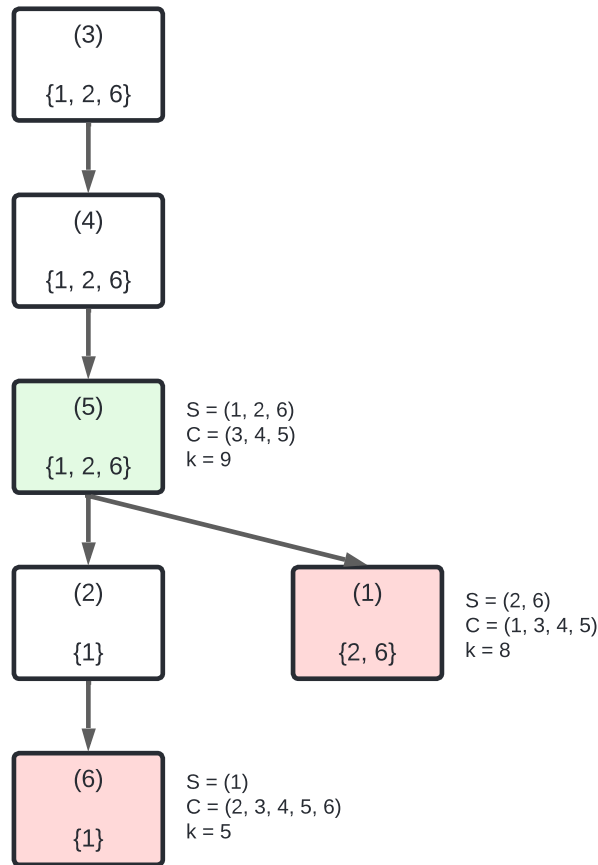 (3)
{1, 2, 6}
(4)
{1, 2, 6}
(5)
{1, 2, 6}
S = (1, 2, 6)
C = (3, 4, 5)
k = 9
(2)
{1}
(1)
{2, 6}
S = (2, 6)
C = (1, 3, 4, 5)
k = 8
(6)
{1}
S = (1)
C = (2, 3, 4, 5, 6)
k = 5